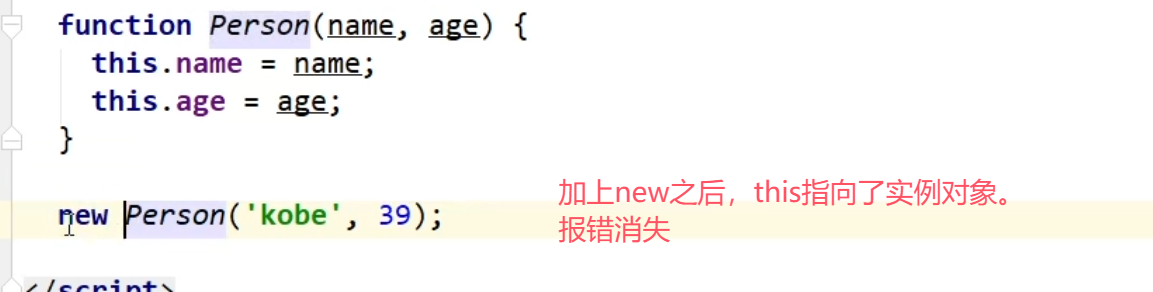 function Person(name, age) {
this.name = name;
this.age = age;
}
加上new之后，this指向了实例对象。
new Person('kobe', 39);
报错消失
</script>